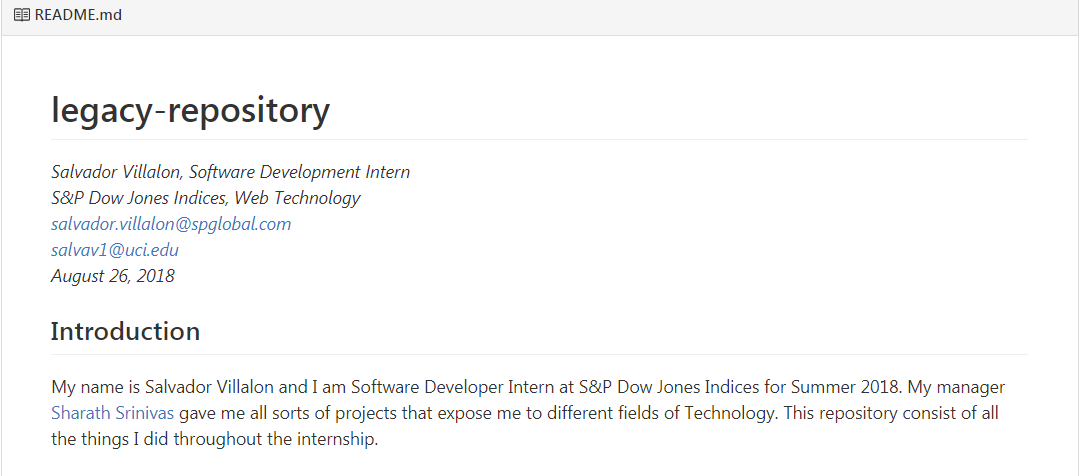 README.md
legacy-repository
Salvador Villalon, Software Development Intern
S&P Dow Jones Indices, Web Technology
salvador.villalon@spglobal.com
salvav1@uci.edu
August 26, 2018
Introduction
My name is Salvador Villalon and I am Software Developer Intern at S&P Dow Jones Indices for Summer 2018. My manager
Sharath Srinivas gave me all sorts of projects that expose me to different fields of Technology. This repository consist of all
the things I did throughout the internship.